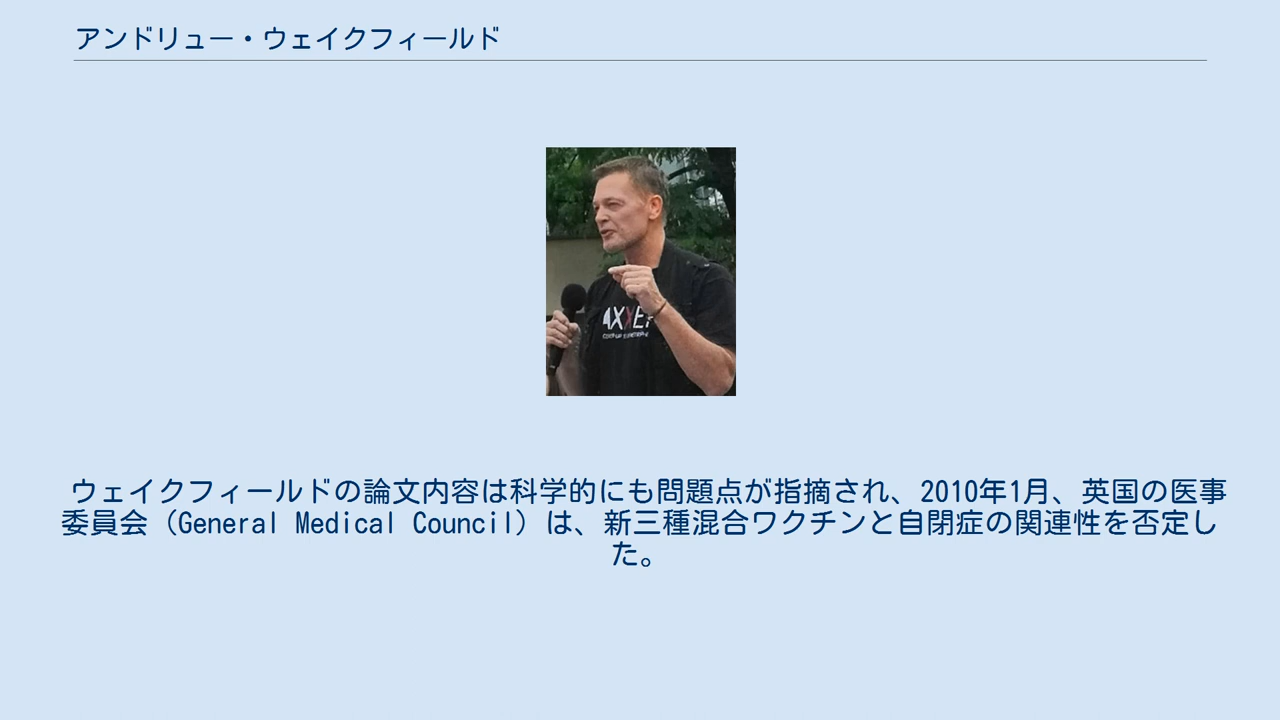 アンドリュー・ウェイクフィールド
AXXED
ウェイクフィールドの論文内容は科学的にも問題点が指摘され、2010年1月、英国の医事
委員会（General Medical Council）は、新三種混合ワクチンと自閉症の関連性を否定し
た。